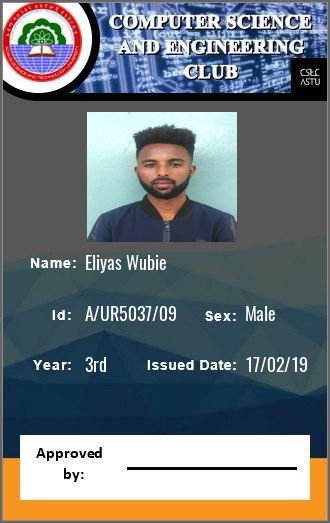 COMPUTER SCIENCE
AND ENGINEERING
CLUB
CSEC
ASTU
Name: Eliyas Wubie
Id: A/UR5037/09 Sex: Male
Year: 3rd Issued Date: 17/02/19
Approved
by: